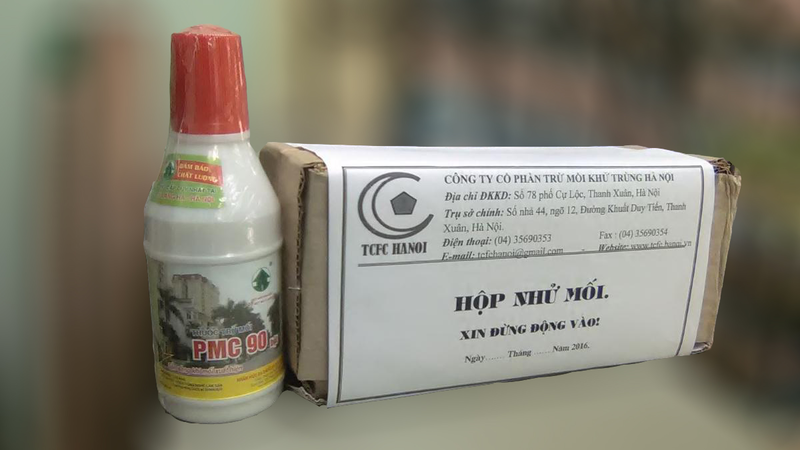 ĐẢM BẢO
CHẤT LƯỢNG
PMC 90
TCFC HANOI
CÔNG TY CỔ PHẦN TRỪ MỐI KHỬ TRÙNG HÀ NỘI
Địa chỉ ĐKKD: Số 78 phố Cự Lộc, Thanh Xuân, Hà Nội
Trụ sở chính: Số nhà 44, ngõ 12, Đường Khuất Duy Tiến, Thanh
Xuân, Hà Nội.
Điện thoại: (04) 35690353 Fax : (04) 35690354
E-mail: tcfchanoi@gmail.com - Website: www.tcfc.hanoi.vn
HỘP NHỬ MỐI.
XIN ĐỪNG ĐỘNG VÀO!
Ngày...... Tháng ...... Năm 2016.